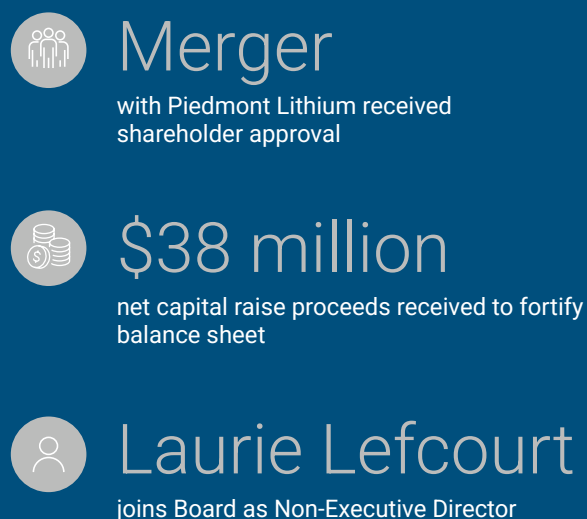 Merger
with Piedmont Lithium received
shareholder approval
$38 million
net capital raise proceeds received to fortify
balance sheet
Laurie Lefcourt
joins Board as Non-Executive Director